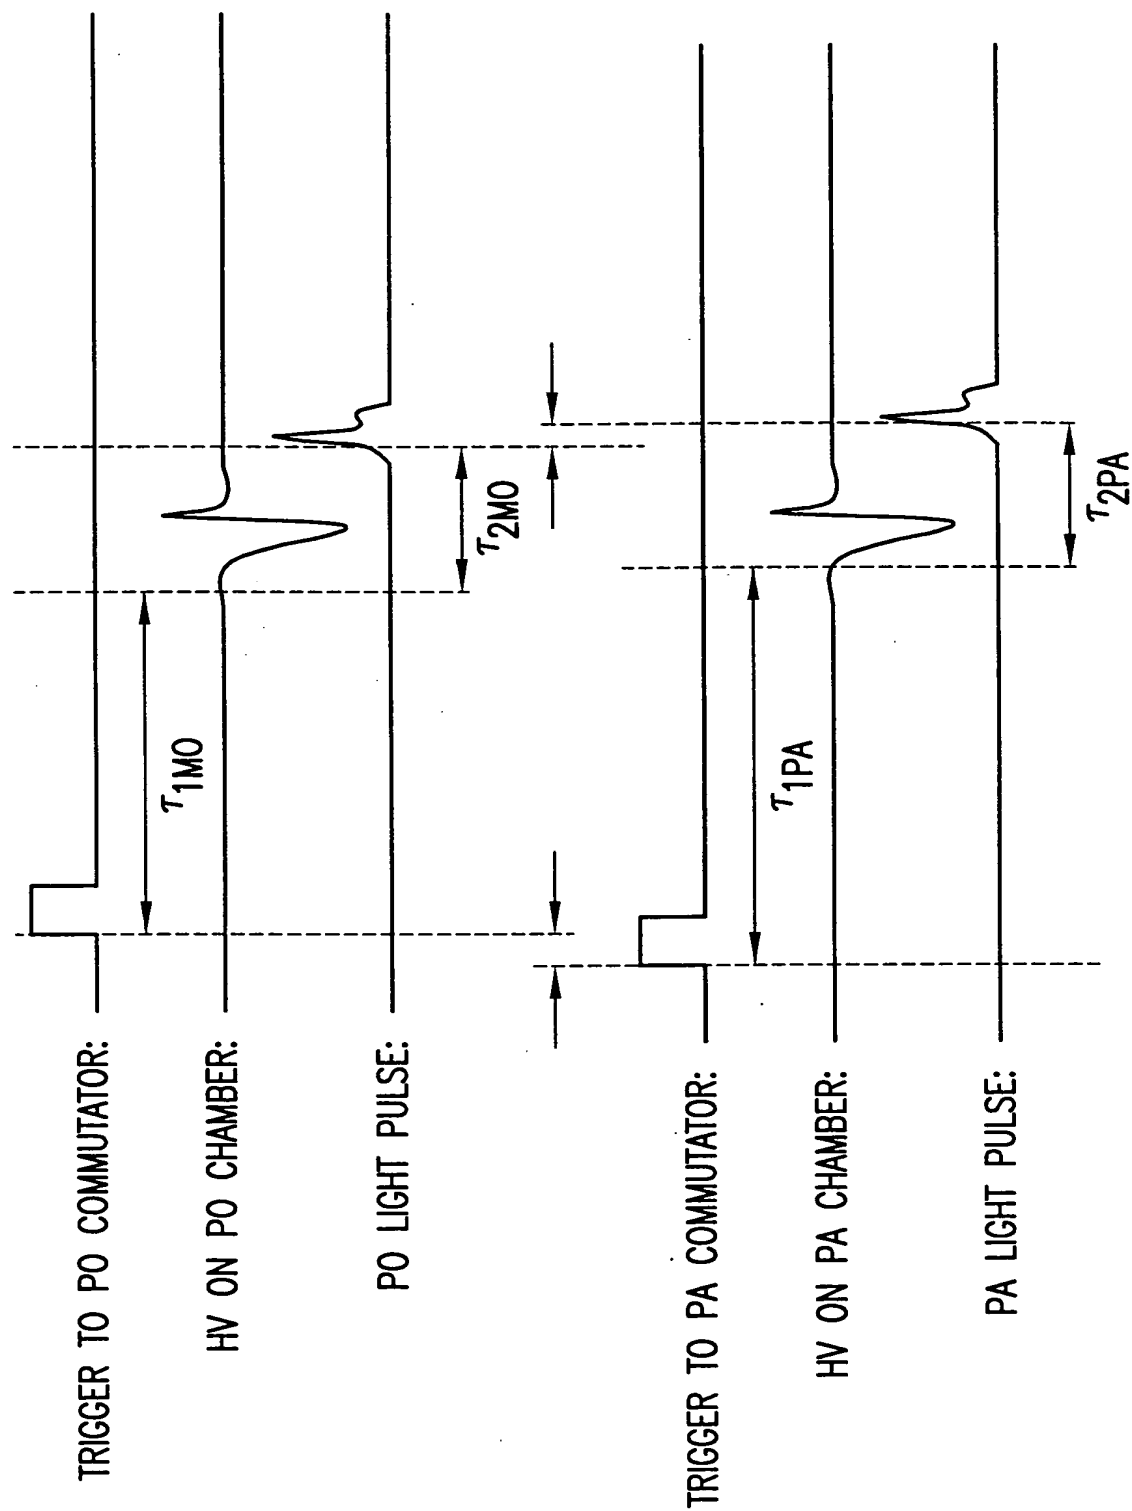 TRIGGER TO PO COMMUTATOR:
τ1MO
HV ON PO CHAMBER:
τ2MO
PO LIGHT PULSE:
TRIGGER TO PA COMMUTATOR:
τ1PA
HV ON PA CHAMBER:
PA LIGHT PULSE:
τ2PA